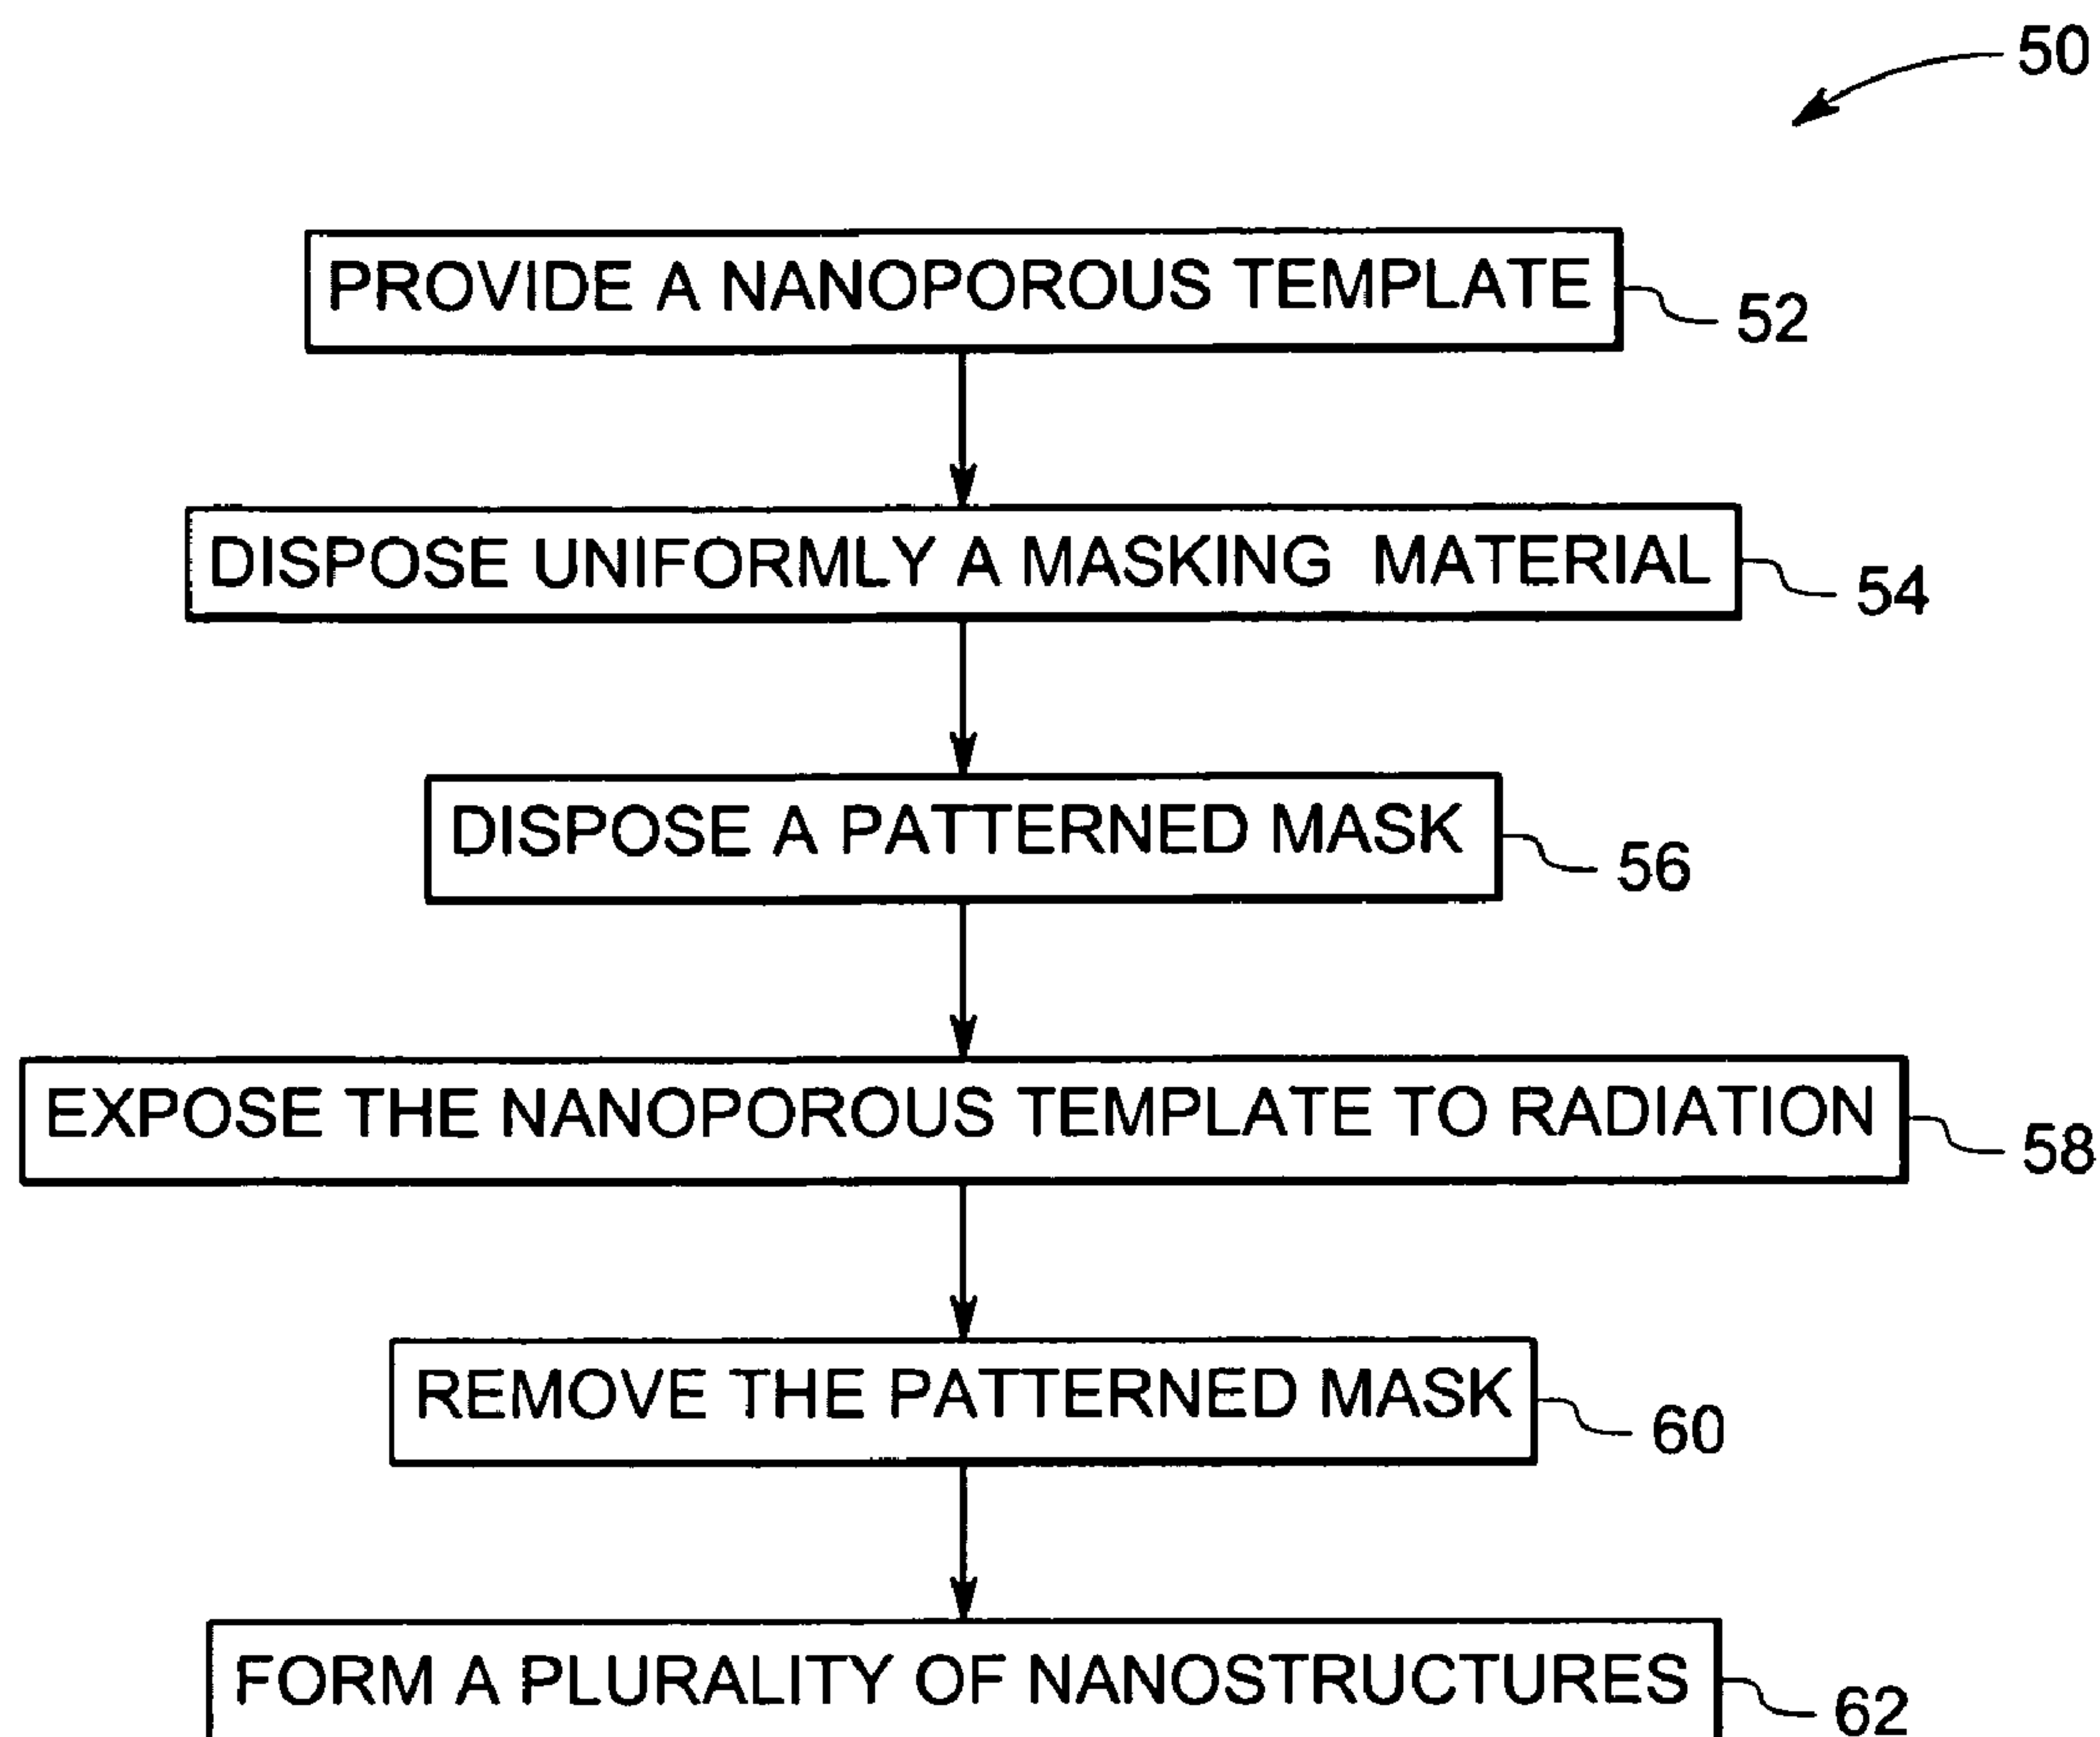 50
PROVIDE A NANOPOROUS TEMPLATE
52
DISPOSE UNIFORMLY A MASKING MATERIAL
54
DISPOSE A PATTERNED MASK
56
EXPOSE THE NANOPOROUS TEMPLATE TO RADIATION
58
REMOVE THE PATTERNED MASK
60
FORM A PLURALITY OF NANOSTRUCTURES
62